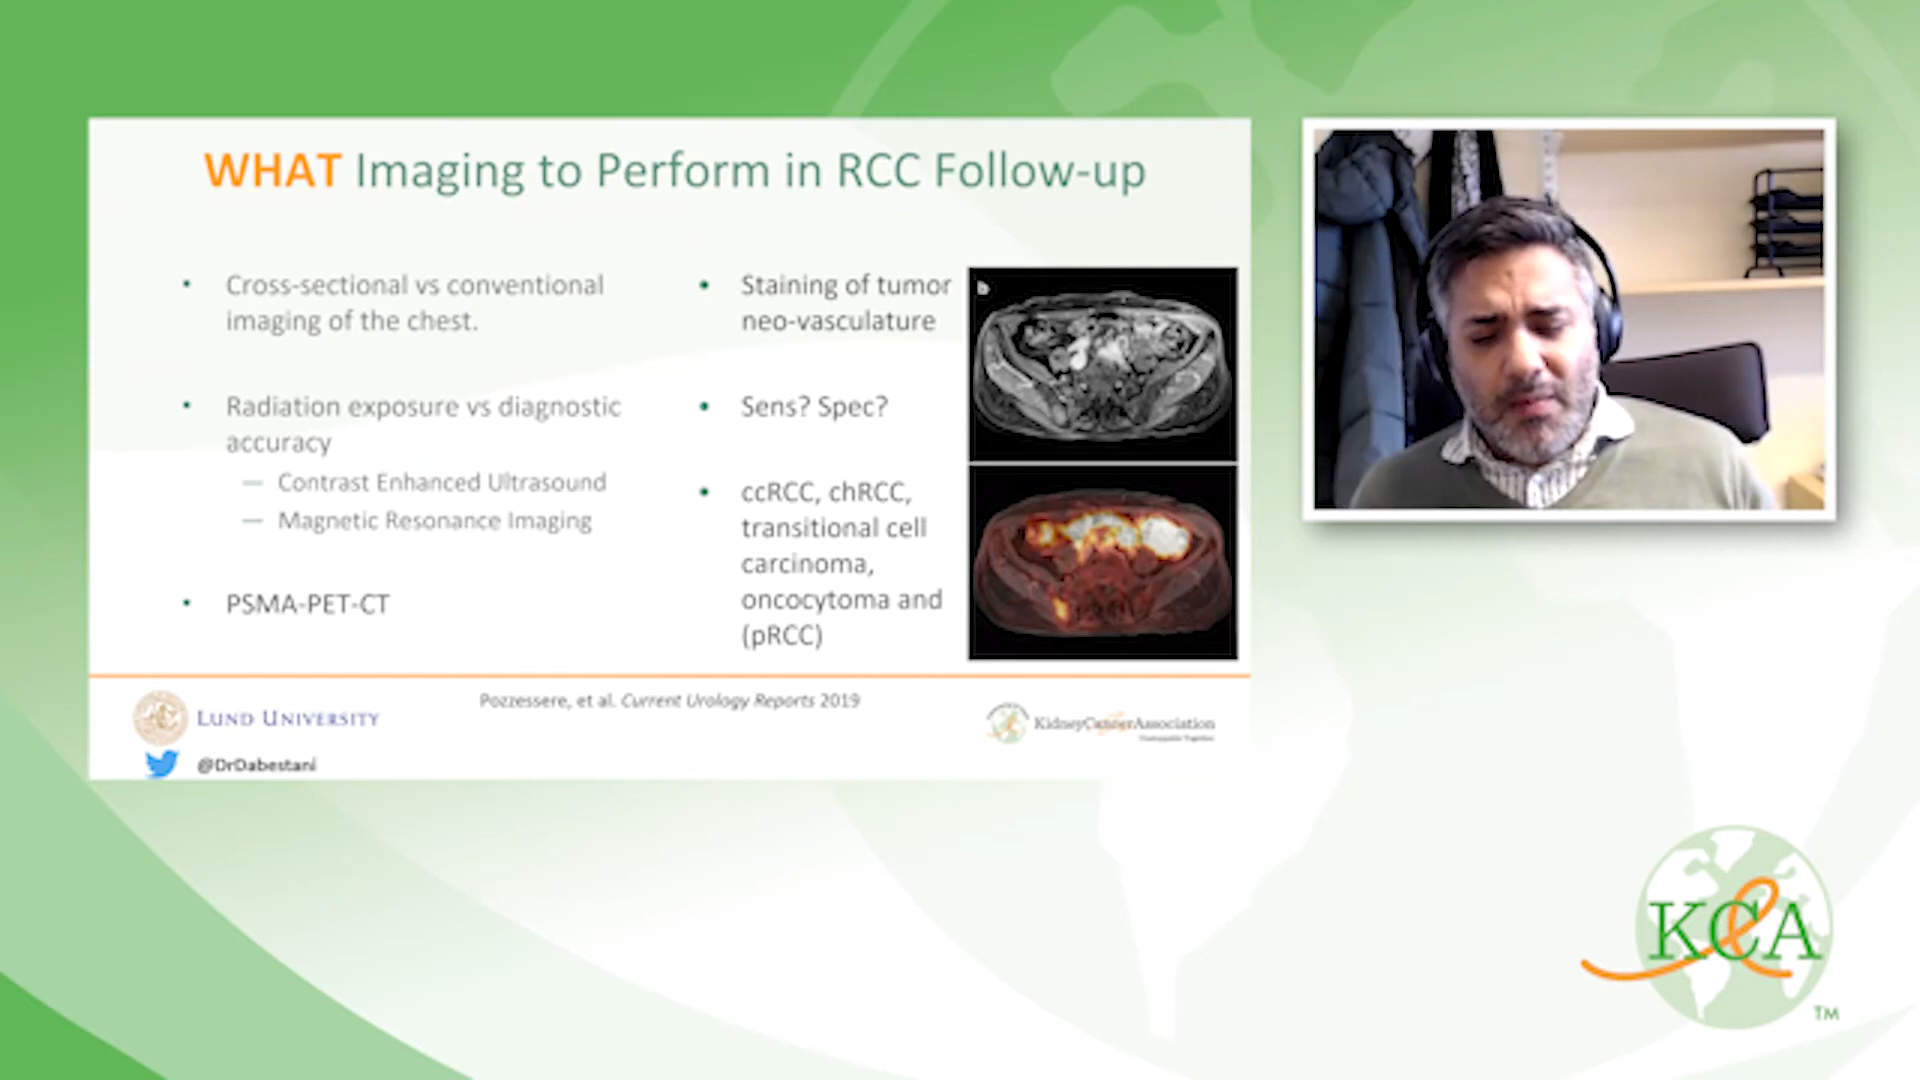 WHAT Imaging to Perform in RCC Follow-up
• Cross-sectional vs conventional
imaging of the chest.
• Radiation exposure vs diagnostic
accuracy
— Contrast Enhanced Ultrasound
— Magnetic Resonance Imaging
• PSMA-PET-CT
• Staining of tumor
neo-vasculature
• Sens? Spec?
• ccRCC, chRCC,
transitional cell
carcinoma,
oncocytoma and
(pRCC)
b
Pozzessere, et al. Current Urology Reports 2019
LUND UNIVERSITY
@DrDabestani
KidneyCancerAssociation
KCA
TM